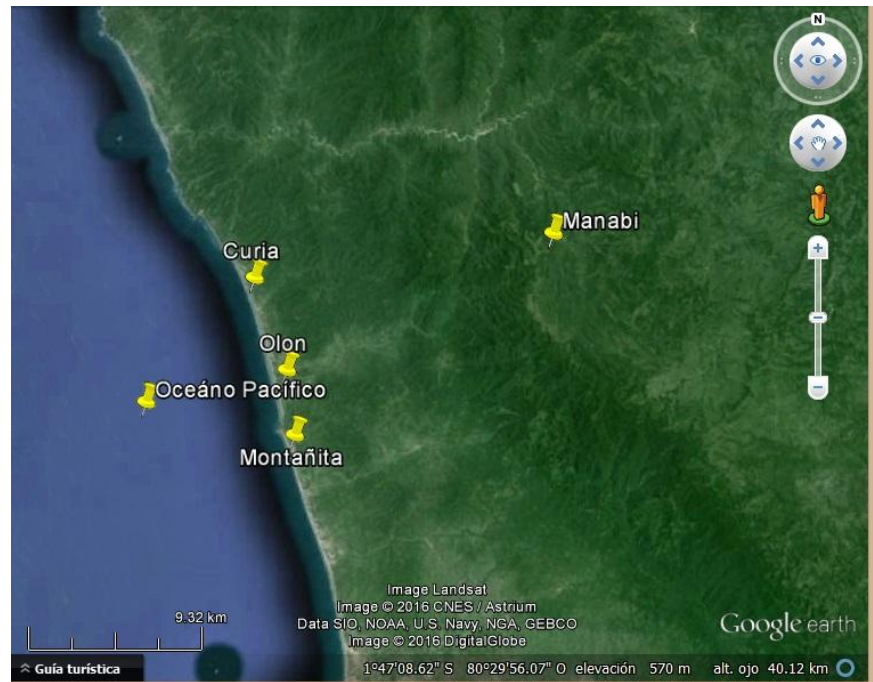 N
Manabi
Curia
Olon
Oceáno Pacífico
Montañita
Image Landsat
Image © 2016 CNES / Astrium
Data SIO, NOAA, U.S. Navy, NGA, GEBCO
Image © 2016 DigitalGlobe
9.32 km
Google earth
Guía turística
1°47'08.62" S 80°29'56.07" O elevación 570 m alt. ojo 40.12 km